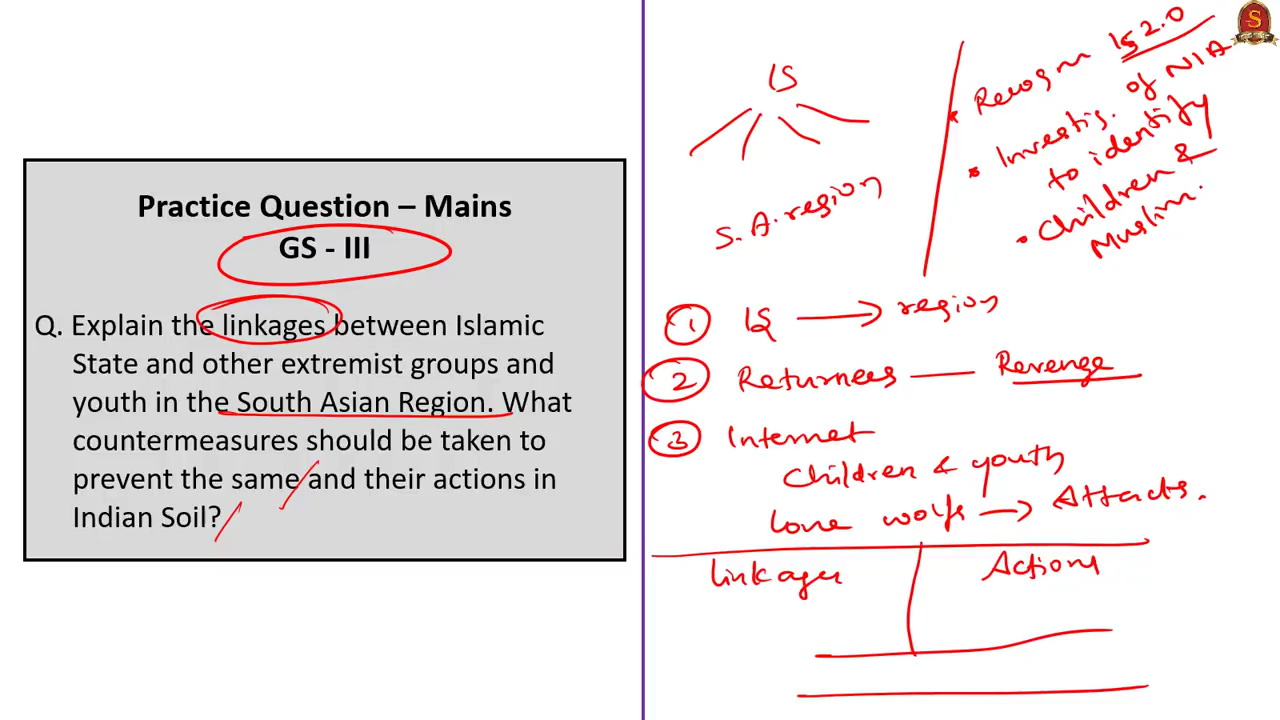 Practice Question – Mains
GS - III
Q. Explain the linkages between Islamic
State and other extremist groups and
youth in the South Asian Region. What
countermeasures should be taken to
prevent the same and their actions in
Indian Soil?
IS
S. A. region
• Recogn IS 2.0
• Investig. of NIA
to identify
• Children &
Muslim.
1 IS → region
2 Returnees — Revenge
3 Internet
Children & youth
lone wolfs → Attacks.
Linkages
Actions
S